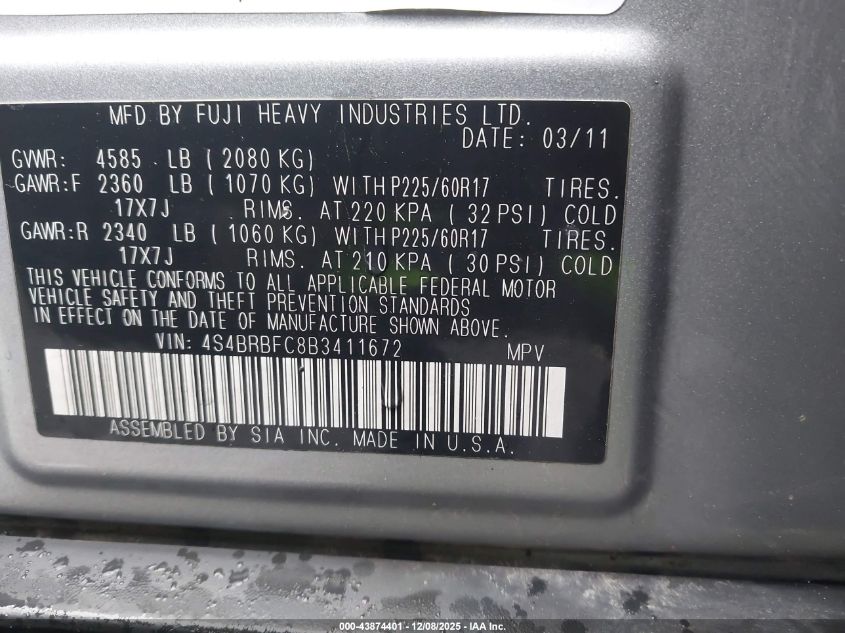 MFD BY FUJI HEAVY INDUSTRIES LTD.
DATE: 03/11
GVWR: 4585 LB ( 2080 KG)
GAWR:F 2360 LB ( 1070 KG) WITH P225/60R17 TIRES.
17X7J RIMS. AT 220 KPA ( 32 PSI) COLD
GAWR:R 2340 LB ( 1060 KG) WITH P225/60R17 TIRES.
17X7J RIMS. AT 210 KPA ( 30 PSI) COLD
THIS VEHICLE CONFORMS TO ALL APPLICABLE FEDERAL MOTOR
VEHICLE SAFETY AND THEFT PREVENTION STANDARDS
IN EFFECT ON THE DATE OF MANUFACTURE SHOWN ABOVE.
VIN: 4S4BRBFC8B3411672 MPV
ASSEMBLED BY SIA INC. MADE IN U.S.A.
000-43874401 - 12/08/2025 - IAA Inc.